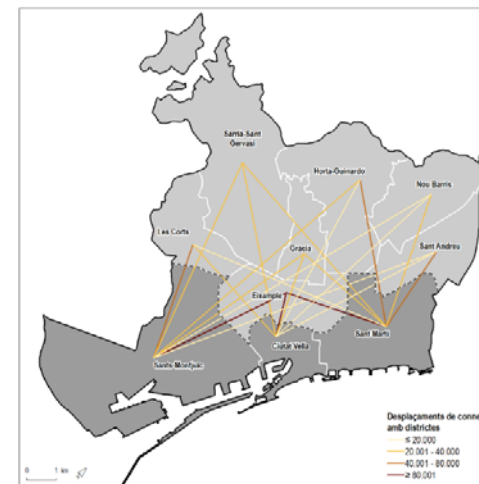 Sarrià-Sant
Gervasi
Horta-Guinardó
Nou Barris
Les Corts
Gràcia
Sant Andreu
Eixample
Sant Martí
Ciutat Vella
Sants-Montjuïc
Desplaçaments de conne
amb districtes
≤ 20.000
20.001 - 40.000
40.001 - 80.000
≥ 80.001
0 1 km